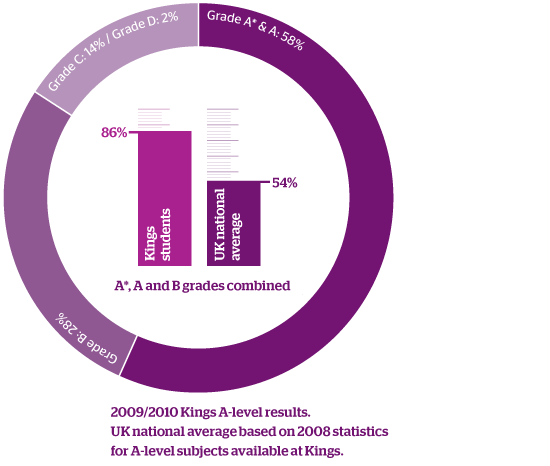 Grade A* & A: 58%
Grade C: 14% / Grade D: 2%
Grade B: 28%
86%
54%
Kings
students
UK national
average
A*, A and B grades combined
2009/2010 Kings A-level results.
UK national average based on 2008 statistics
for A-level subjects available at Kings.